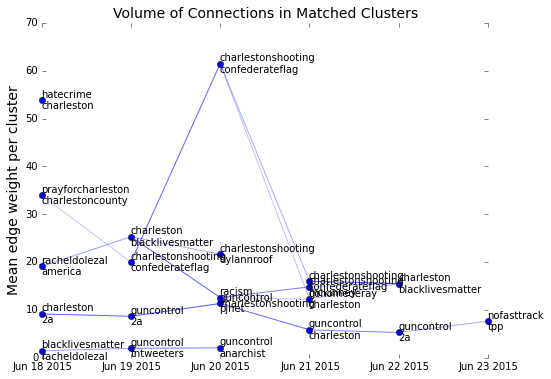 Volume of Connections in Matched Clusters
Mean edge weight per cluster
70
60
50
40
30
20
10
0
hatecrime
charleston
prayforcharleston
charlestoncounty
racheldolezal
america
charleston
2a
blacklivesmatter
racheldolezal
charleston
blacklivesmatter
charlestonshooting
confederateflag
guncontrol
2a
guncontrol
tntweeters
charlestonshooting
confederateflag
charlestonshooting
dylannroof
racism
guncontrol
charlestonshooting
pjnet
guncontrol
anarchist
charlestonshooting
charlestonshooting
confederateflag
charleston
guncontrol
charleston
charleston
blacklivesmatter
guncontrol
2a
nofasttrack
tpp
Jun 18 2015
Jun 19 2015
Jun 20 2015
Jun 21 2015
Jun 22 2015
Jun 23 2015